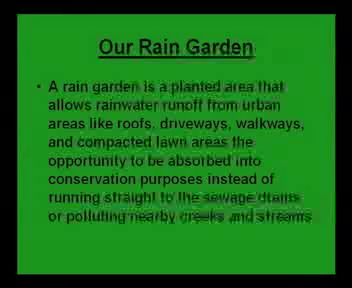 Our Rain Garden
• A rain garden is a planted area that
allows rainwater runoff from urban
areas like roofs, driveways, walkways,
and compacted lawn areas the
opportunity to be absorbed into
conservation purposes instead of
running straight to the sewage drains
or polluting nearby creeks and streams